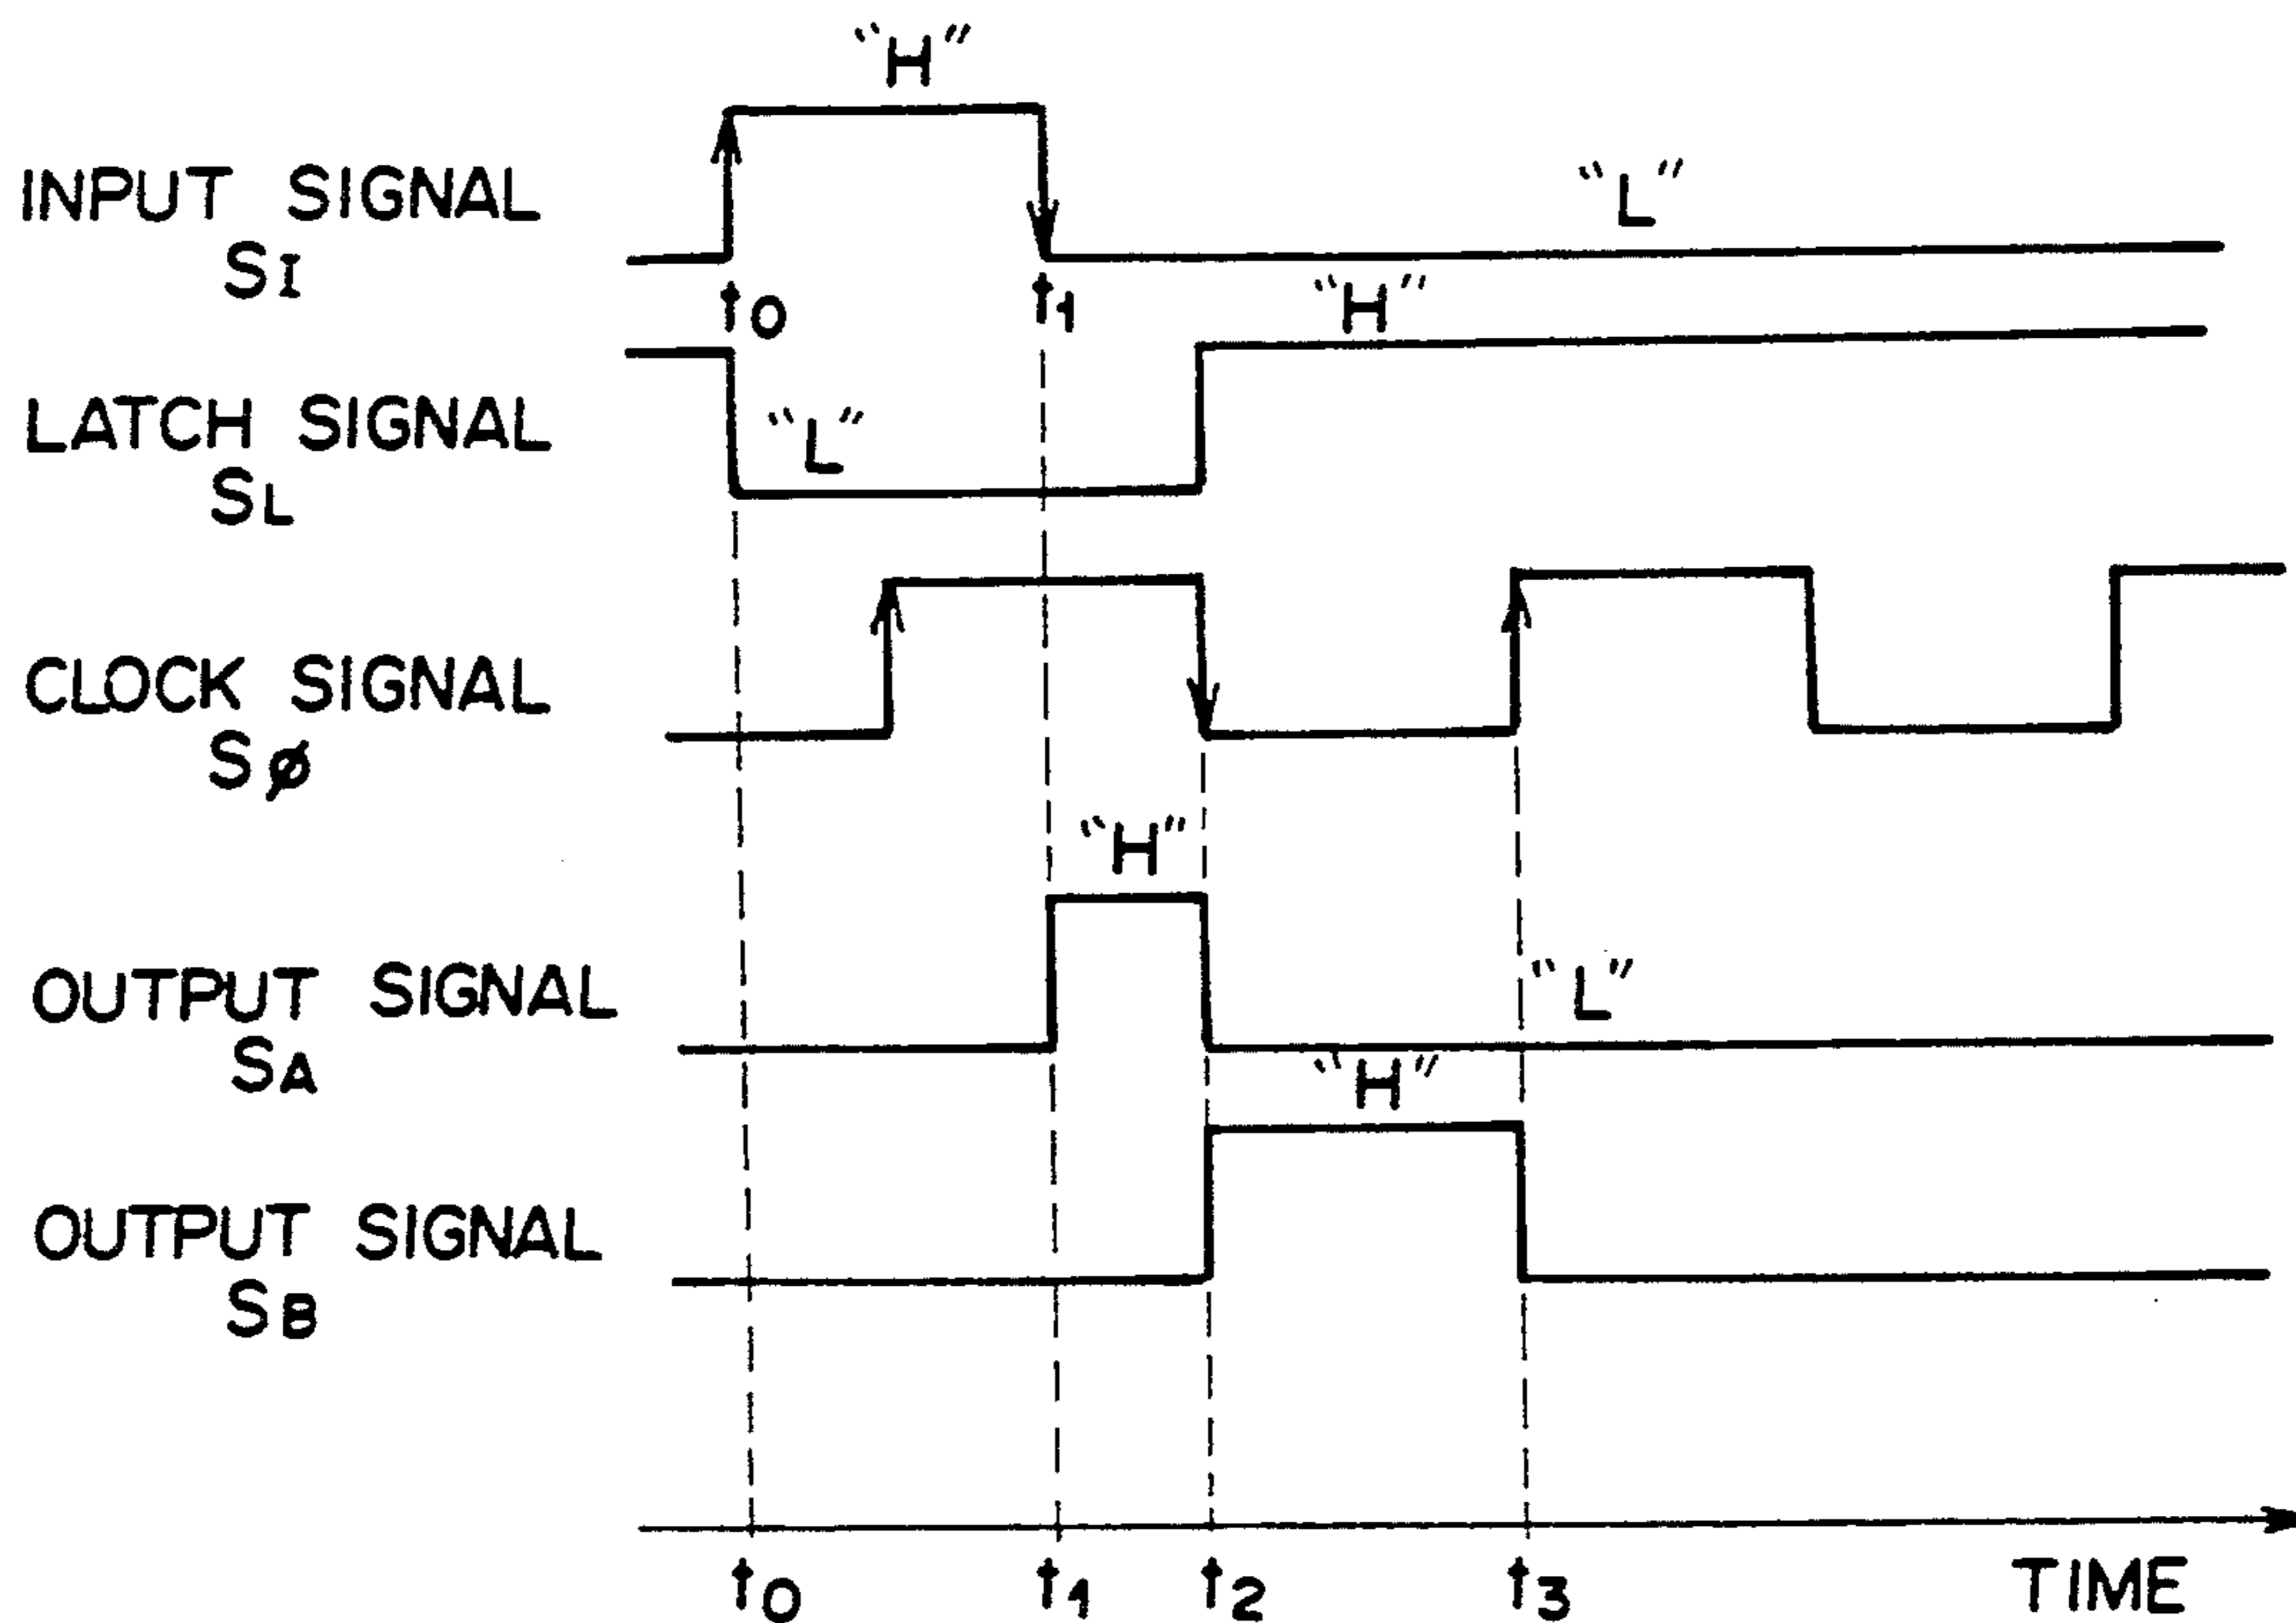 “H”
INPUT SIGNAL
SI
“L”
t0
t1
“H”
LATCH SIGNAL
SL
“L”
CLOCK SIGNAL
Sø
“H”
OUTPUT SIGNAL
SA
“L”
“H”
OUTPUT SIGNAL
SB
t0 t1 t2 t3 TIME